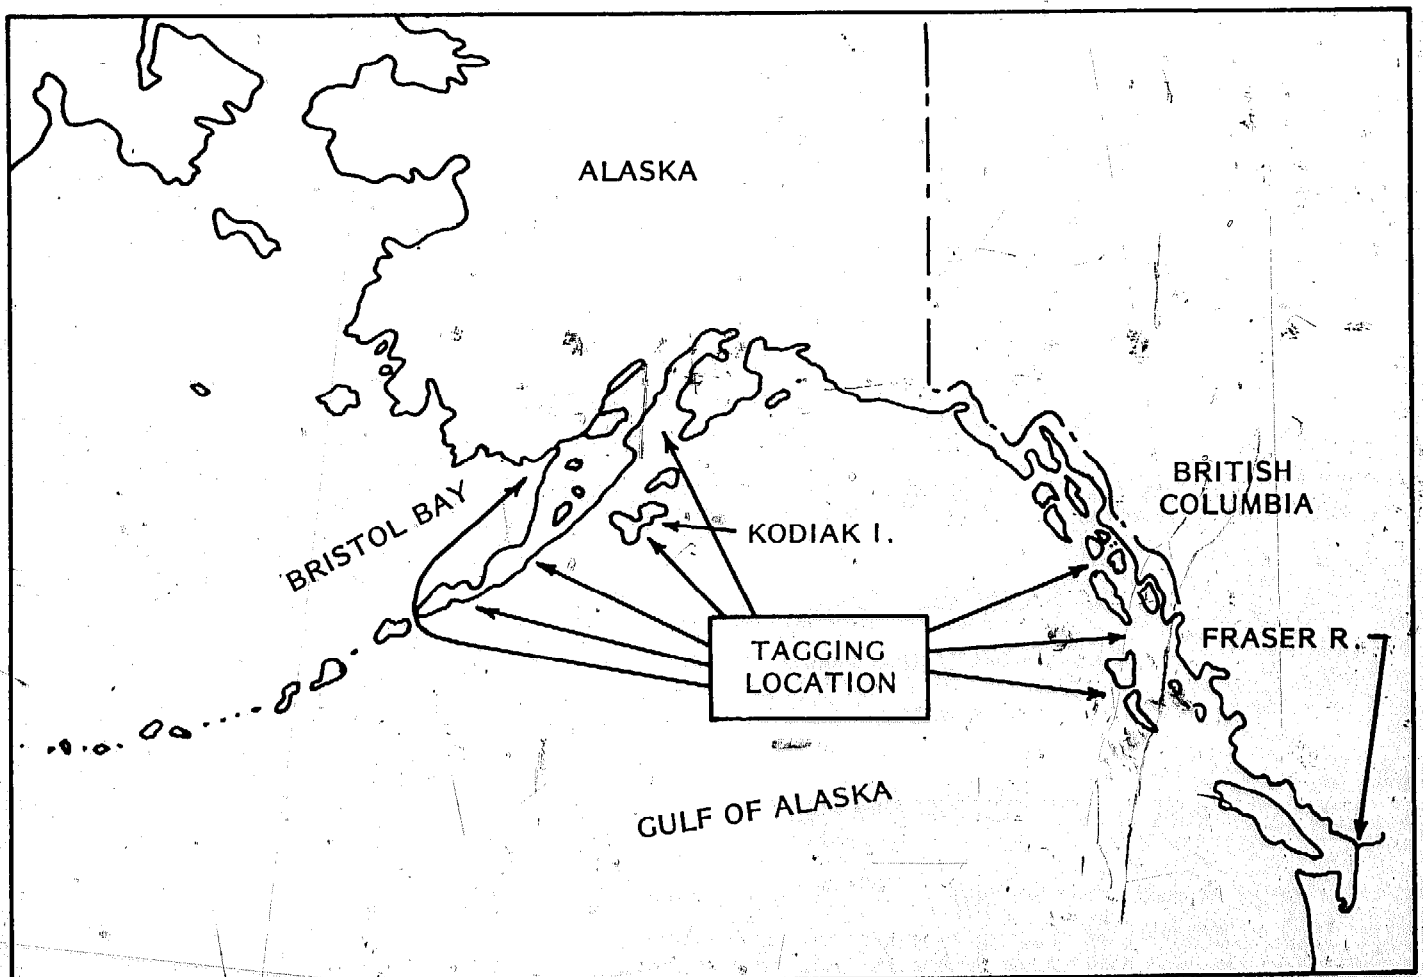 ALASKA
BRITISH
COLUMBIA
BRISTOL BAY
KODIAK I.
TAGGING
LOCATION
FRASER R.
GULF OF ALASKA